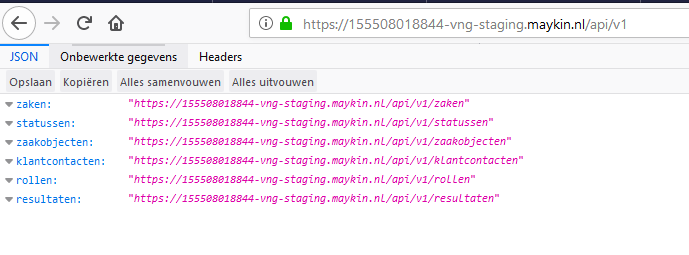 https://155508018844-vng-staging.maykin.nl/api/v1
JSON Onbewerkte gegevens Headers
Opslaan Kopiëren Alles samenvouwen Alles uitvouwen
zaken: "https://155508018844-vng-staging.maykin.nl/api/v1/zaken"
statussen: "https://155508018844-vng-staging.maykin.nl/api/v1/statussen"
zaakobjecten: "https://155508018844-vng-staging.maykin.nl/api/v1/zaakobjecten"
klantcontacten: "https://155508018844-vng-staging.maykin.nl/api/v1/klantcontacten"
rollen: "https://155508018844-vng-staging.maykin.nl/api/v1/rollen"
resultaten: "https://155508018844-vng-staging.maykin.nl/api/v1/resultaten"